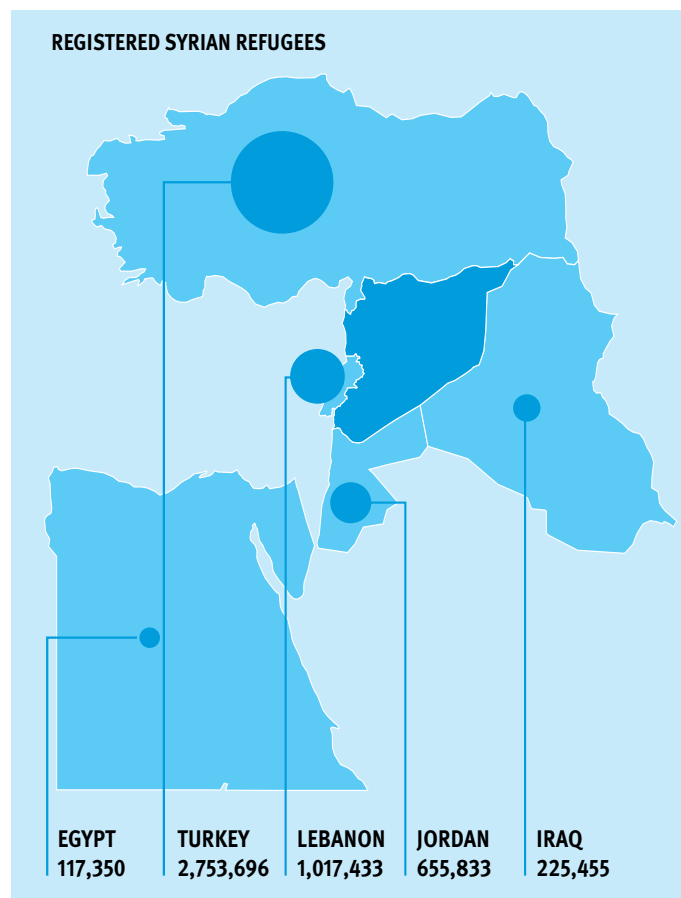 REGISTERED SYRIAN REFUGEES
EGYPT
117,350
TURKEY
2,753,696
LEBANON
1,017,433
JORDAN
655,833
IRAQ
225,455